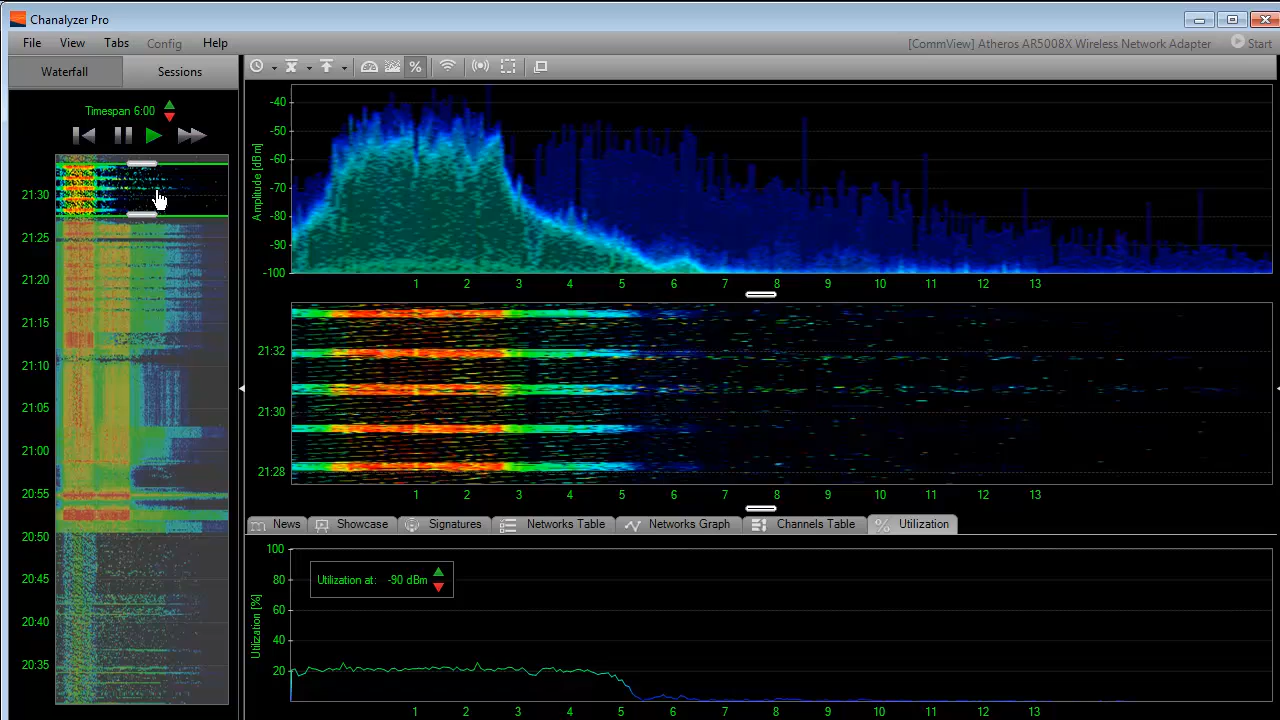 Chanalyzer Pro
File View Tabs Config Help
[CommView] Atheros AR5008X Wireless Network Adapter Start
Waterfall Sessions
Timespan 6:00
21:30
21:25
21:20
21:15
21:10
21:05
21:00
20:55
20:50
20:45
20:40
20:35
%
Amplitude [dBm]
-40
-50
-60
-70
-80
-90
-100
1 2 3 4 5 6 7 8 9 10 11 12 13
21:32
21:30
21:28
1 2 3 4 5 6 7 8 9 10 11 12 13
News Showcase Signatures Networks Table Networks Graph Channels Table % Utilization
Utilization [%]
100
80
60
40
20
Utilization at: -90 dBm
1 2 3 4 5 6 7 8 9 10 11 12 13